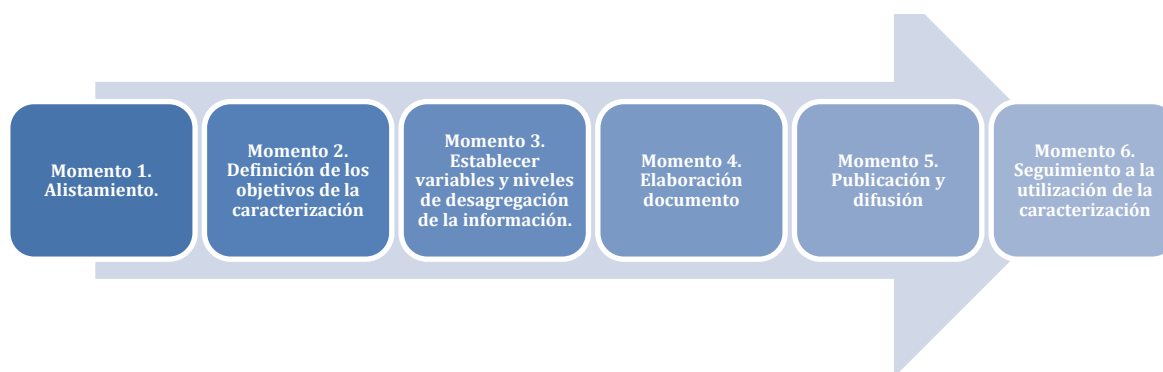 Momento 1.
Alistamiento.
Momento 2.
Definición de los
objetivos de la
caracterización
Momento 3.
Establecer
variables y niveles
de desagregación
de la información.
Momento 4.
Elaboración
documento
Momento 5.
Publicación y
difusión
Momento 6.
Seguimiento a la
utilización de la
caracterización